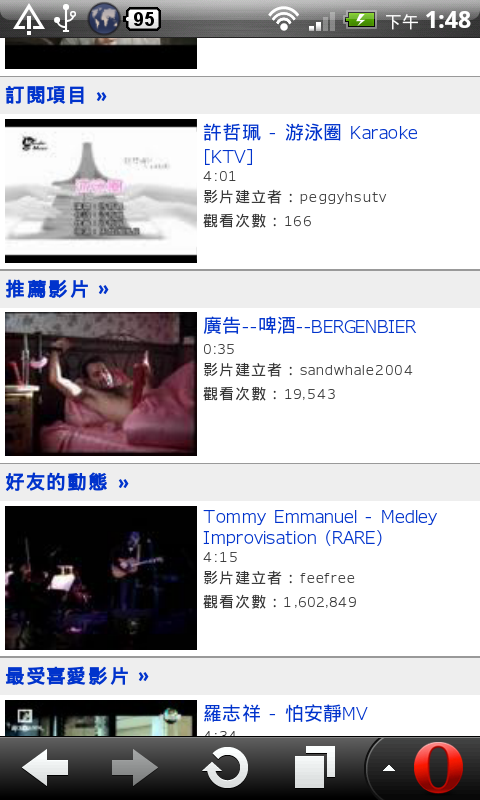 95
下午 1:48
訂閱項目 »
游泳圈
許哲珮 - 游泳圈 Karaoke
[KTV]
4:01
影片建立者 : peggyhsutv
觀看次數 : 166
推薦影片 »
廣告--啤酒--BERGENBIER
0:35
影片建立者 : sandwhale2004
觀看次數 : 19,543
好友的動態 »
Tommy Emmanuel - Medley
Improvisation (RARE)
4:15
影片建立者 : feefree
觀看次數 : 1,602,849
最受喜愛影片 »
羅志祥 - 怕安靜MV
4:34